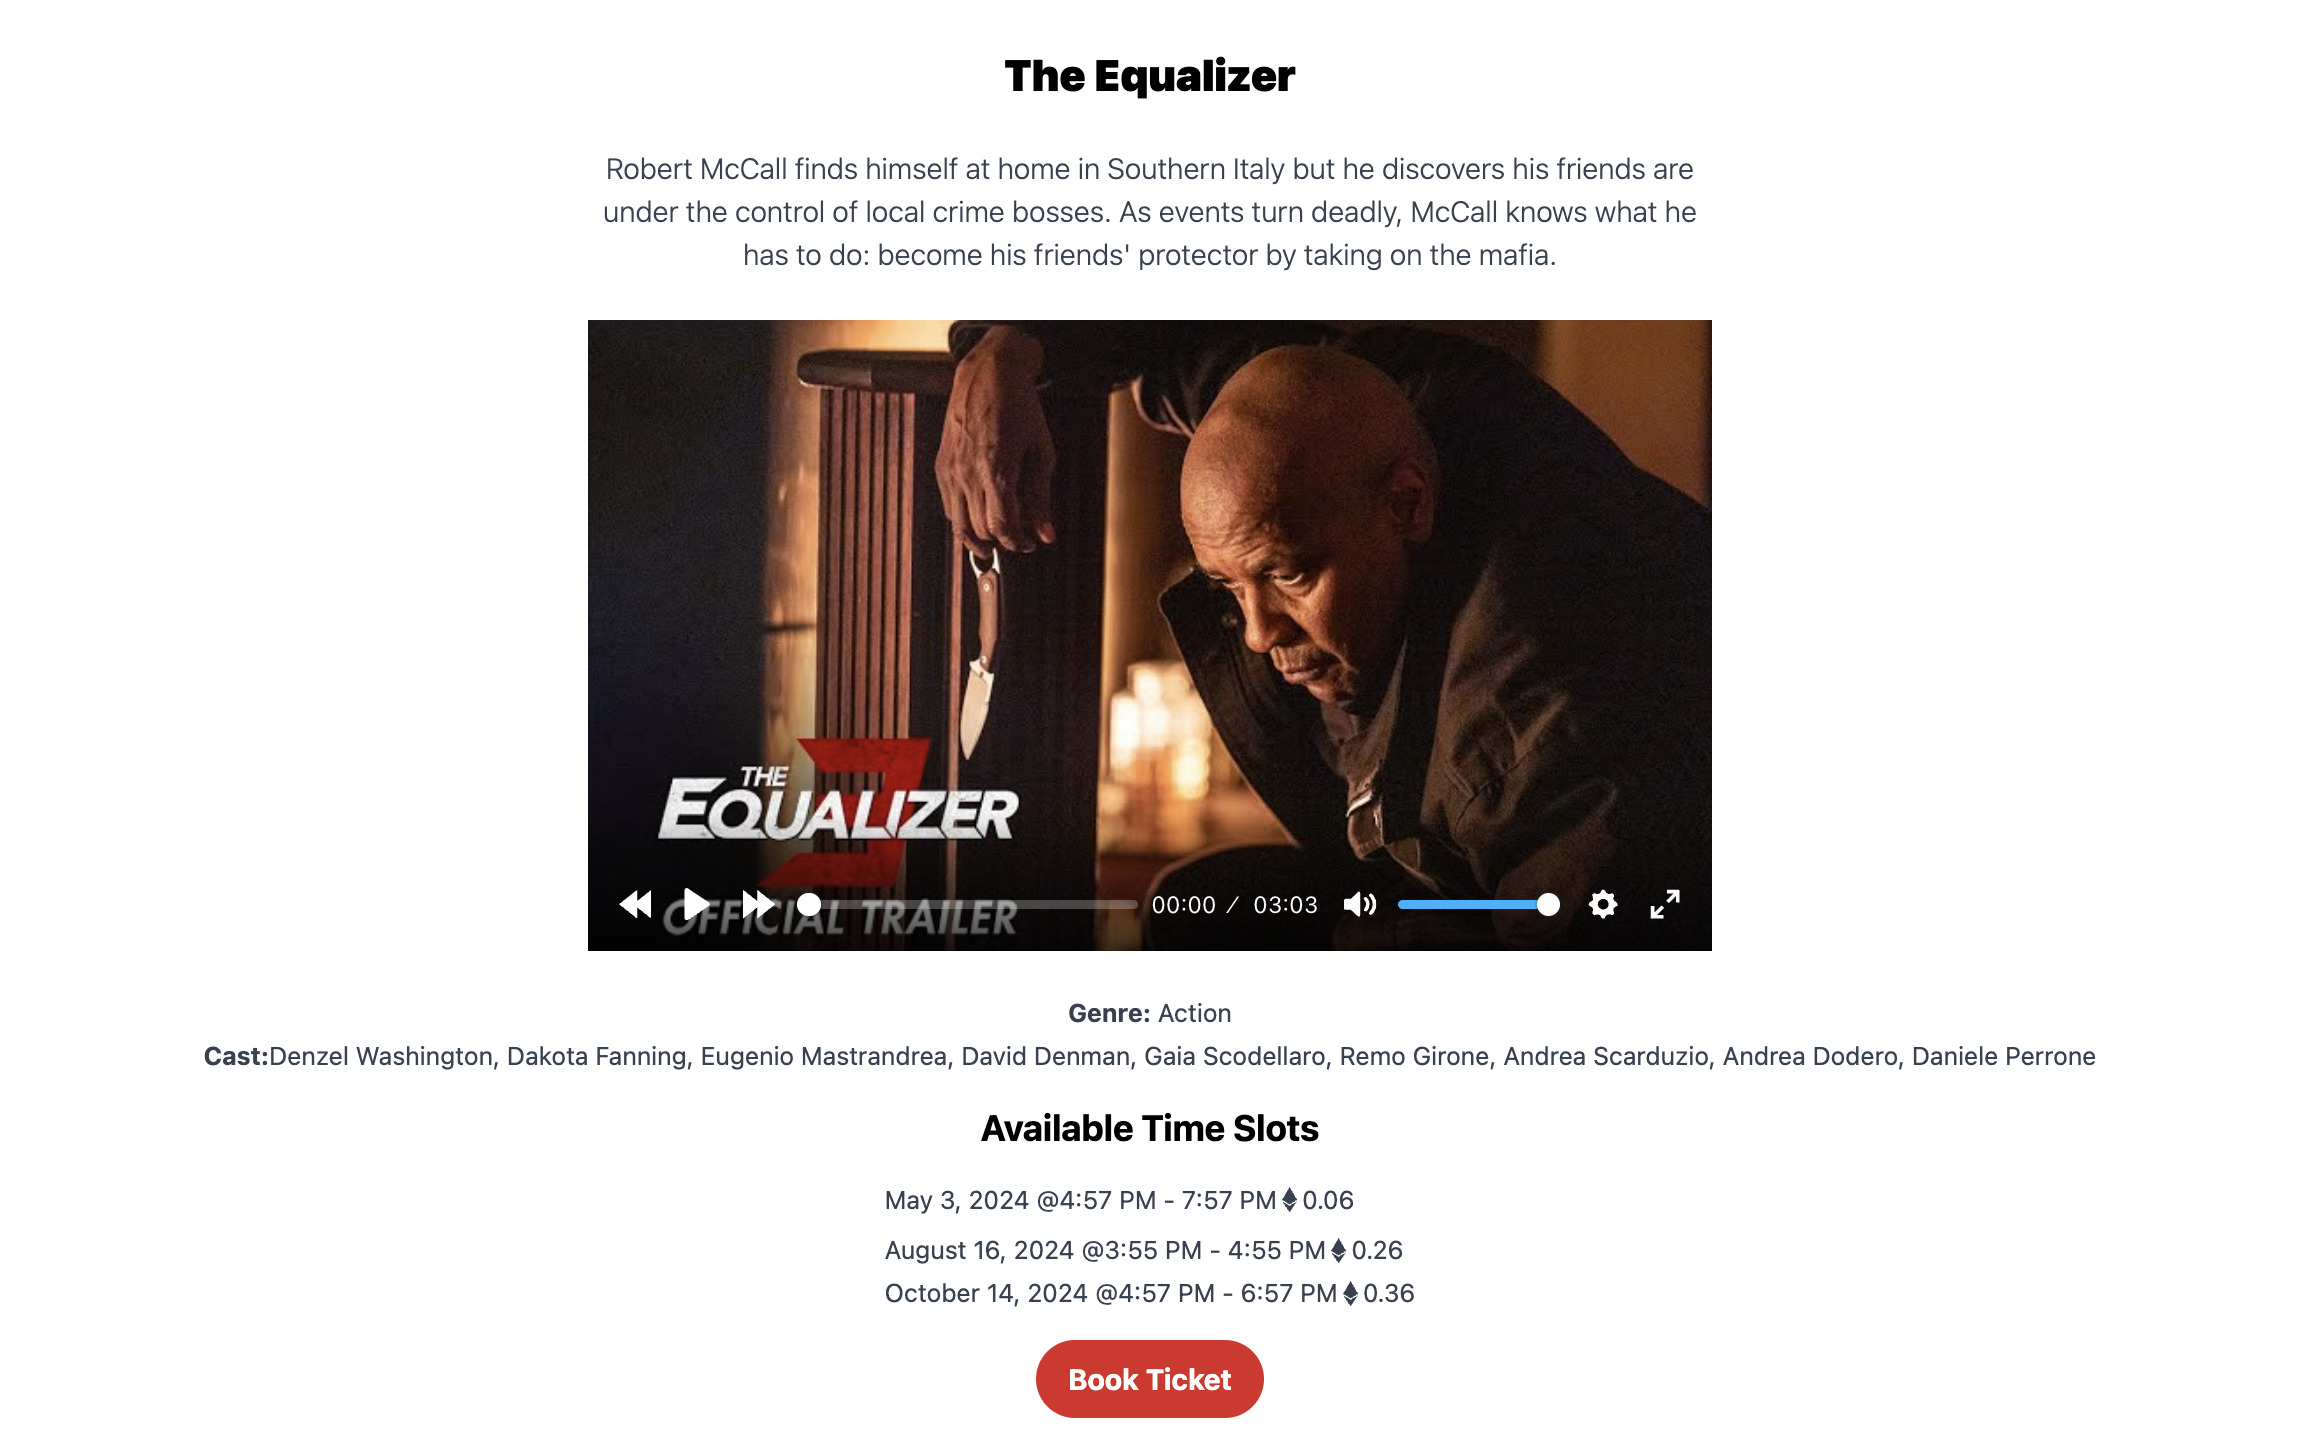 The Equalizer
Robert McCall finds himself at home in Southern Italy but he discovers his friends are
under the control of local crime bosses. As events turn deadly, McCall knows what he
has to do: become his friends' protector by taking on the mafia.
THE
EQUALIZER
3
OFFICIAL TRAILER
00:00 / 03:03
Genre: Action
Cast:Denzel Washington, Dakota Fanning, Eugenio Mastrandrea, David Denman, Gaia Scodellaro, Remo Girone, Andrea Scarduzio, Andrea Dodero, Daniele Perrone
Available Time Slots
May 3, 2024 @4:57 PM - 7:57 PM 0.06
August 16, 2024 @3:55 PM - 4:55 PM 0.26
October 14, 2024 @4:57 PM - 6:57 PM 0.36
Book Ticket